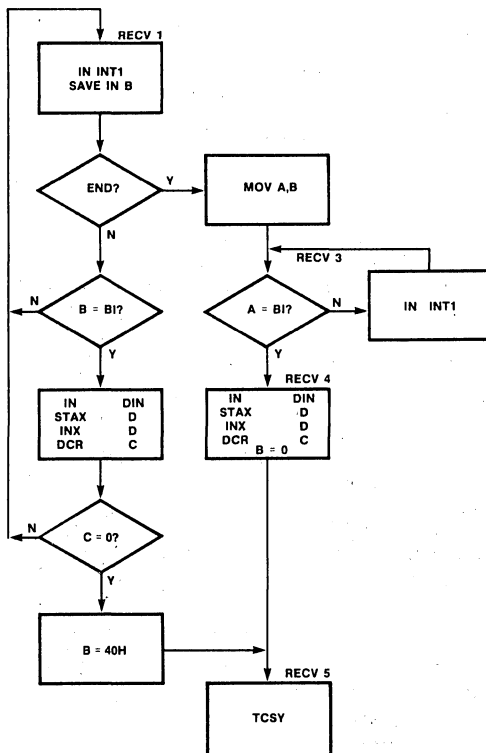 RECV 1
IN INT1
SAVE IN B
END?
Y
MOV A,B
N
RECV 3
N
B = BI?
A = BI?
N
IN INT1
Y
Y
RECV 4
IN DIN
STAX D
INX D
DCR C
IN DIN
STAX D
INX D
DCR C
B = 0
N
C = 0?
Y
B = 40H
RECV 5
TCSY